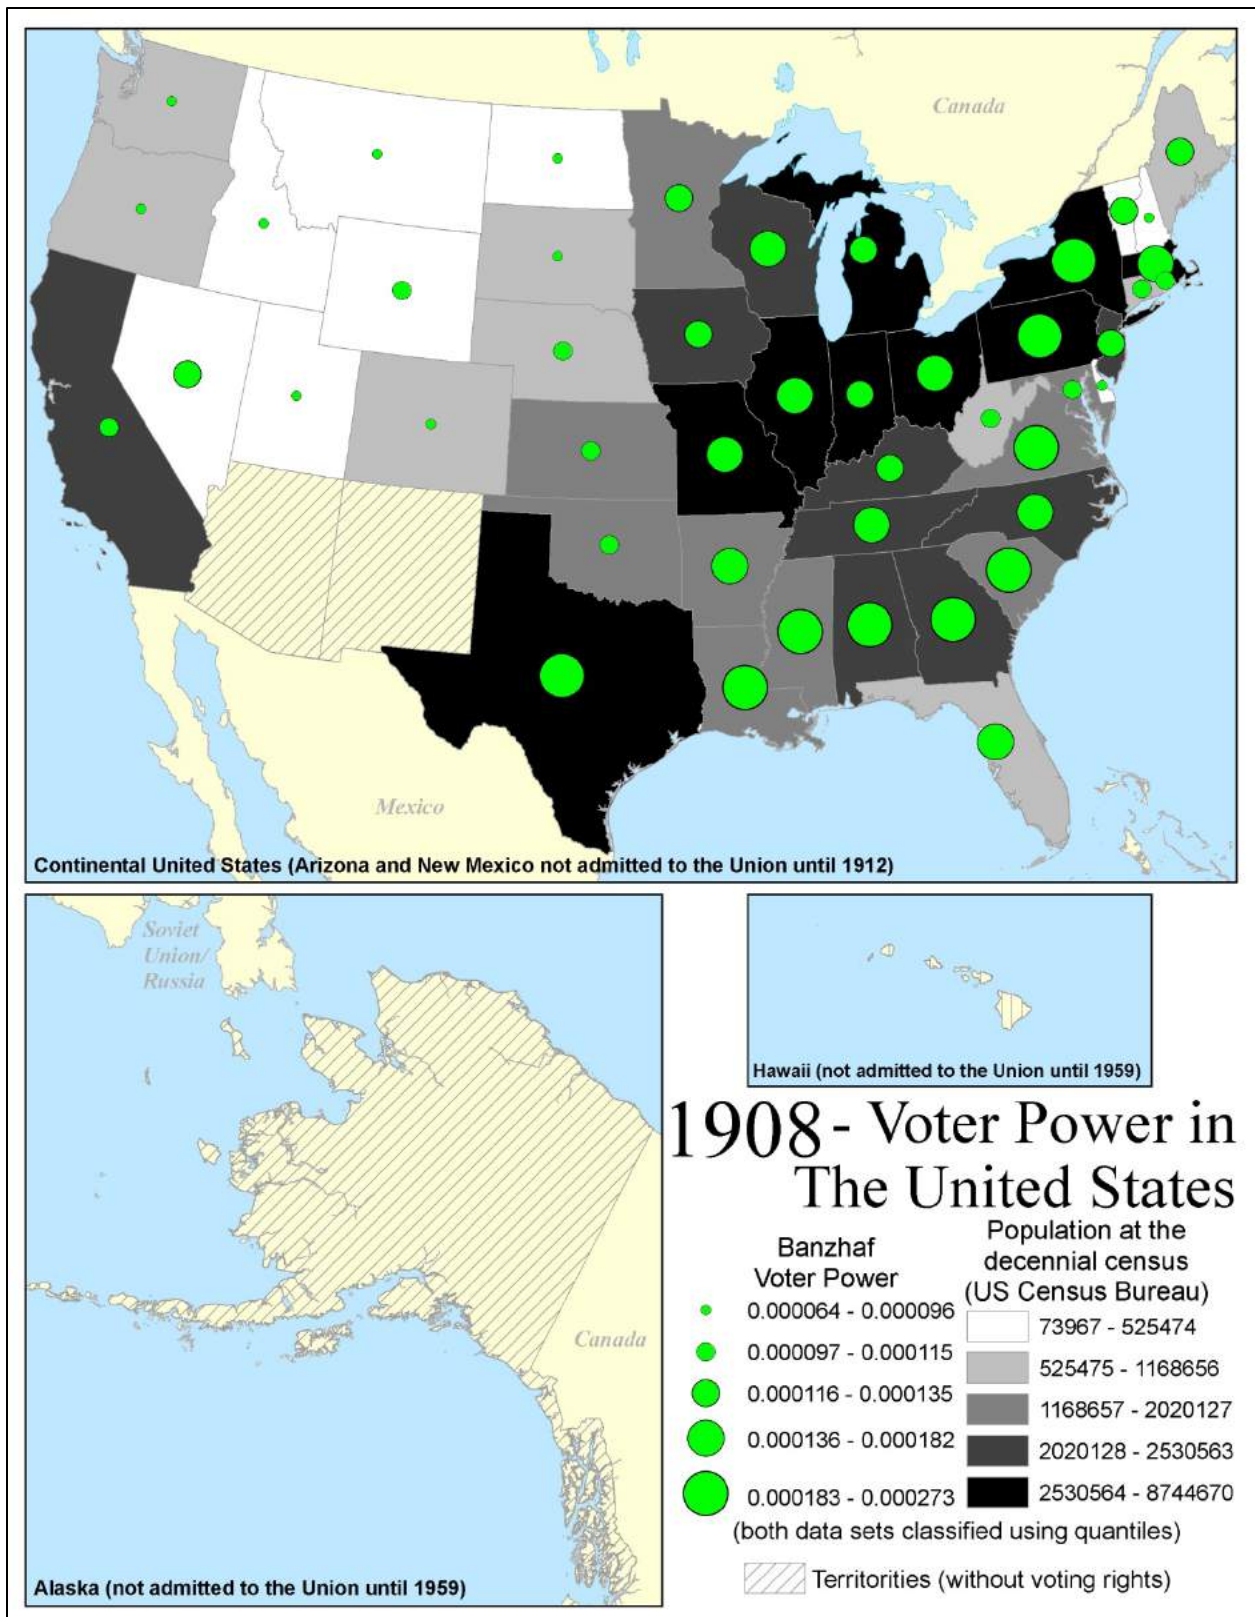 Canada
Mexico
Continental United States (Arizona and New Mexico not admitted to the Union until 1912)
Soviet
Union/
Russia
Canada
Alaska (not admitted to the Union until 1959)
Hawaii (not admitted to the Union until 1959)
1908 - Voter Power in
The United States
Banzhaf
Voter Power
0.000064 - 0.000096
0.000097 - 0.000115
0.000116 - 0.000135
0.000136 - 0.000182
0.000183 - 0.000273
Population at the
decennial census
(US Census Bureau)
73967 - 525474
525475 - 1168656
1168657 - 2020127
2020128 - 2530563
2530564 - 8744670
(both data sets classified using quantiles)
Territorities (without voting rights)